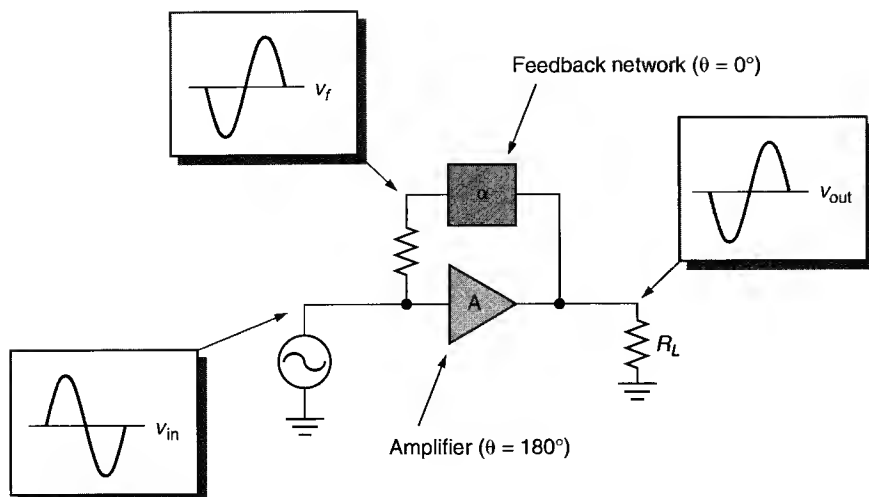 v_f
Feedback network (θ = 0°)
α
v_out
A
R_L
v_in
Amplifier (θ = 180°)